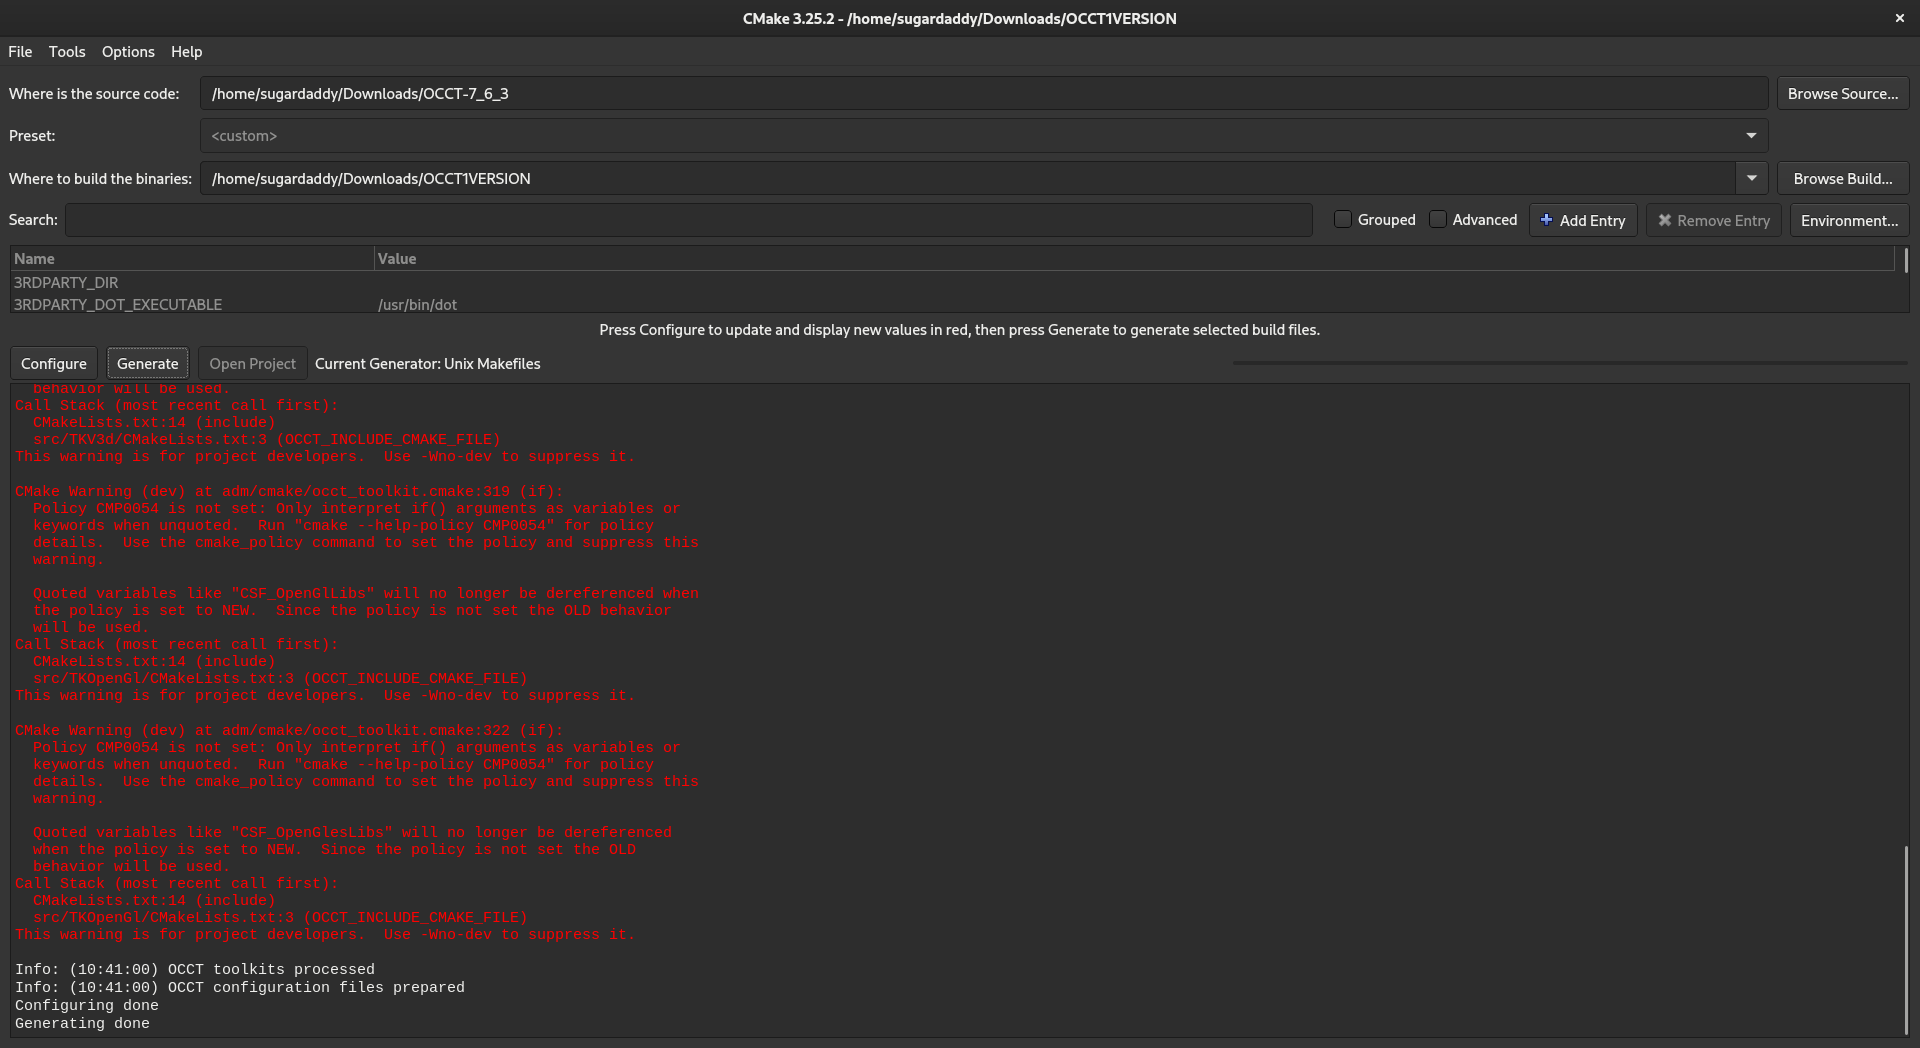 CMake 3.25.2 - /home/sugardaddy/Downloads/OCCT1VERSION
File Tools Options Help
Where is the source code: /home/sugardaddy/Downloads/OCCT-7_6_3 Browse Source...
Preset: <custom>
Where to build the binaries: /home/sugardaddy/Downloads/OCCT1VERSION Browse Build...
Search: Grouped Advanced Add Entry Remove Entry Environment...
Name Value
3RDPARTY_DIR
3RDPARTY_DOT_EXECUTABLE /usr/bin/dot
Press Configure to update and display new values in red, then press Generate to generate selected build files.
Configure Generate Open Project Current Generator: Unix Makefiles
behavior will be used.
Call Stack (most recent call first):
CMakeLists.txt:14 (include)
src/TKV3d/CMakeLists.txt:3 (OCCT_INCLUDE_CMAKE_FILE)
This warning is for project developers.  Use -Wno-dev to suppress it.
CMake Warning (dev) at adm/cmake/occt_toolkit.cmake:319 (if):
Policy CMP0054 is not set: Only interpret if() arguments as variables or
keywords when unquoted.  Run "cmake --help-policy CMP0054" for policy
details.  Use the cmake_policy command to set the policy and suppress this
warning.
Quoted variables like "CSF_OpenGlLibs" will no longer be dereferenced when
the policy is set to NEW.  Since the policy is not set the OLD behavior
will be used.
Call Stack (most recent call first):
CMakeLists.txt:14 (include)
src/TKOpenGl/CMakeLists.txt:3 (OCCT_INCLUDE_CMAKE_FILE)
This warning is for project developers.  Use -Wno-dev to suppress it.
CMake Warning (dev) at adm/cmake/occt_toolkit.cmake:322 (if):
Policy CMP0054 is not set: Only interpret if() arguments as variables or
keywords when unquoted.  Run "cmake --help-policy CMP0054" for policy
details.  Use the cmake_policy command to set the policy and suppress this
warning.
Quoted variables like "CSF_OpenGlesLibs" will no longer be dereferenced
when the policy is set to NEW.  Since the policy is not set the OLD
behavior will be used.
Call Stack (most recent call first):
CMakeLists.txt:14 (include)
src/TKOpenGl/CMakeLists.txt:3 (OCCT_INCLUDE_CMAKE_FILE)
This warning is for project developers.  Use -Wno-dev to suppress it.
Info: (10:41:00) OCCT toolkits processed
Info: (10:41:00) OCCT configuration files prepared
Configuring done
Generating done